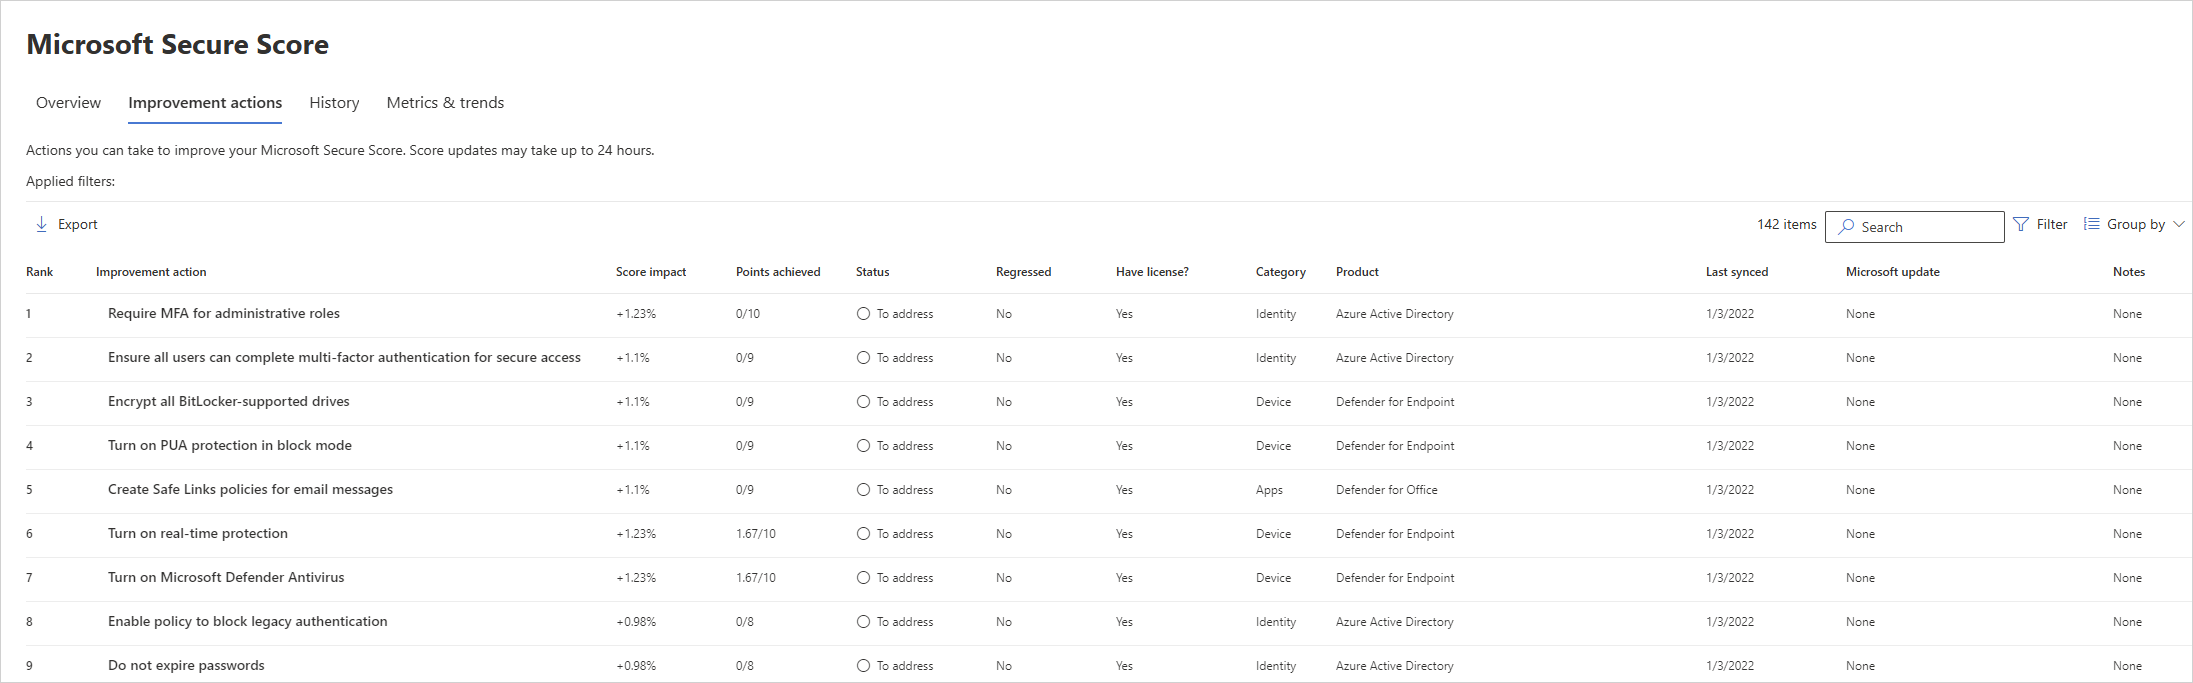 Microsoft Secure Score
Overview Improvement actions History Metrics & trends
Actions you can take to improve your Microsoft Secure Score. Score updates may take up to 24 hours.
Applied filters:
Export 142 items Search Filter Group by
Rank Improvement action Score impact Points achieved Status Regressed Have license? Category Product Last synced Microsoft update Notes
1 Require MFA for administrative roles +1.23% 0/10 To address No Yes Identity Azure Active Directory 1/3/2022 None None
2 Ensure all users can complete multi-factor authentication for secure access +1.1% 0/9 To address No Yes Identity Azure Active Directory 1/3/2022 None None
3 Encrypt all BitLocker-supported drives +1.1% 0/9 To address No Yes Device Defender for Endpoint 1/3/2022 None None
4 Turn on PUA protection in block mode +1.1% 0/9 To address No Yes Device Defender for Endpoint 1/3/2022 None None
5 Create Safe Links policies for email messages +1.1% 0/9 To address No Yes Apps Defender for Office 1/3/2022 None None
6 Turn on real-time protection +1.23% 1.67/10 To address No Yes Device Defender for Endpoint 1/3/2022 None None
7 Turn on Microsoft Defender Antivirus +1.23% 1.67/10 To address No Yes Device Defender for Endpoint 1/3/2022 None None
8 Enable policy to block legacy authentication +0.98% 0/8 To address No Yes Identity Azure Active Directory 1/3/2022 None None
9 Do not expire passwords +0.98% 0/8 To address No Yes Identity Azure Active Directory 1/3/2022 None None